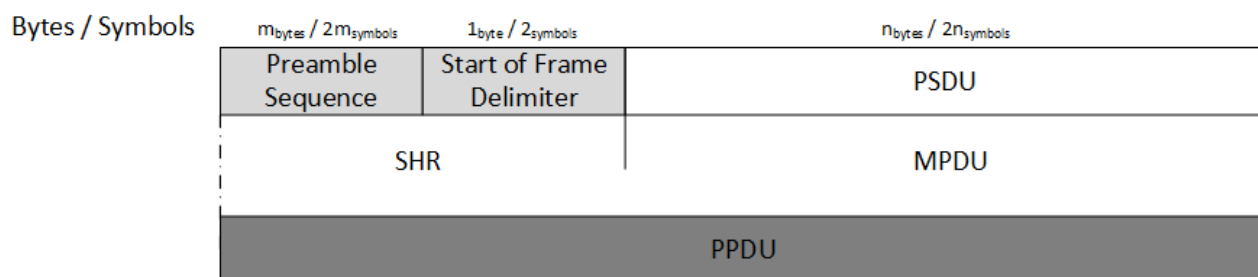 Bytes / Symbols
mbytes / 2msymbols
1byte / 2symbols
nbytes / 2nsymbols
Preamble
Sequence
Start of Frame
Delimiter
PSDU
SHR
MPDU
PPDU